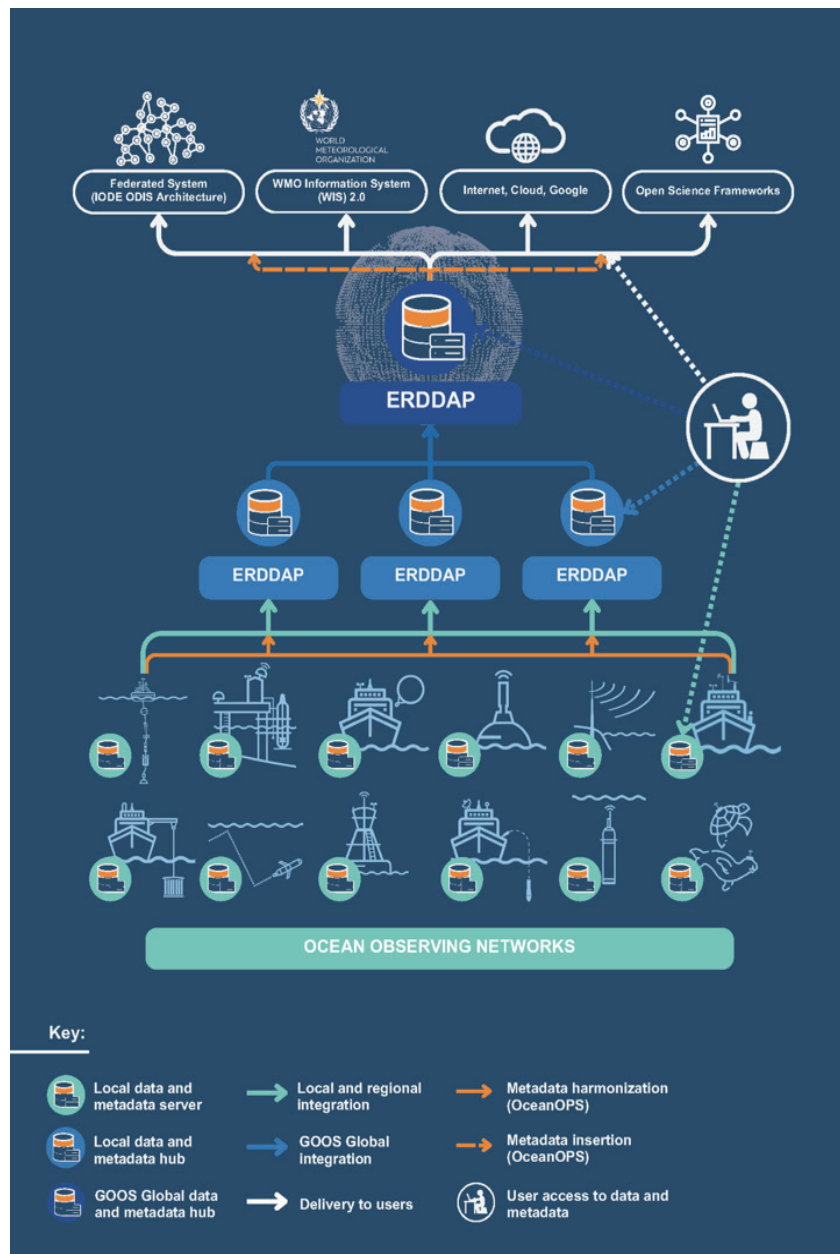 WORLD
METEOROLOGICAL
ORGANIZATION
Federated System
(IODE ODIS Architecture)
WMO Information System
(WIS) 2.0
Internet, Cloud, Google
Open Science Frameworks
ERDDAP
ERDDAP
ERDDAP
ERDDAP
OCEAN OBSERVING NETWORKS
Key:
Local data and
metadata server
Local and regional
integration
Metadata harmonization
(OceanOPS)
Local data and
metadata hub
GOOS Global
integration
Metadata insertion
(OceanOPS)
GOOS Global data
and metadata hub
Delivery to users
User access to data and
metadata